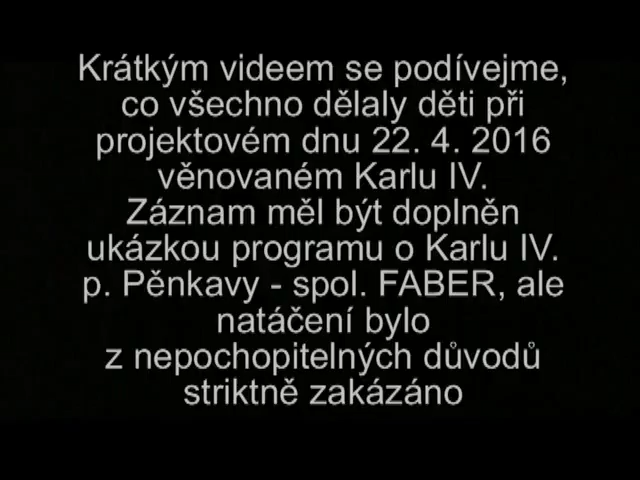 Krátkým videem se podívejme,
co všechno dělaly děti při
projektovém dnu 22. 4. 2016
věnovaném Karlu IV.
Záznam měl být doplněn
ukázkou programu o Karlu IV.
p. Pěnkavy - spol. FABER, ale
natáčení bylo
z nepochopitelných důvodů
striktně zakázáno